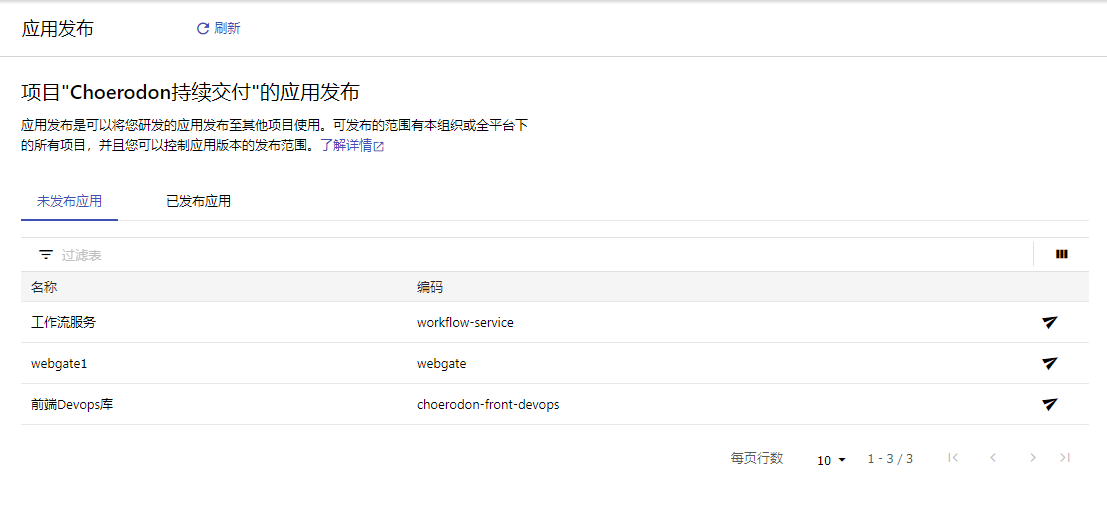 应用发布 刷新
项目"Choerodon持续交付"的应用发布
应用发布是可以将您研发的应用发布至其他项目使用。可发布的范围有本组织或全平台下
的所有项目，并且您可以控制应用版本的发布范围。了解详情
未发布应用 已发布应用
过滤表
名称 编码
工作流服务 workflow-service
webgate1 webgate
前端Devops库 choerodon-front-devops
每页行数 10 1 - 3 / 3